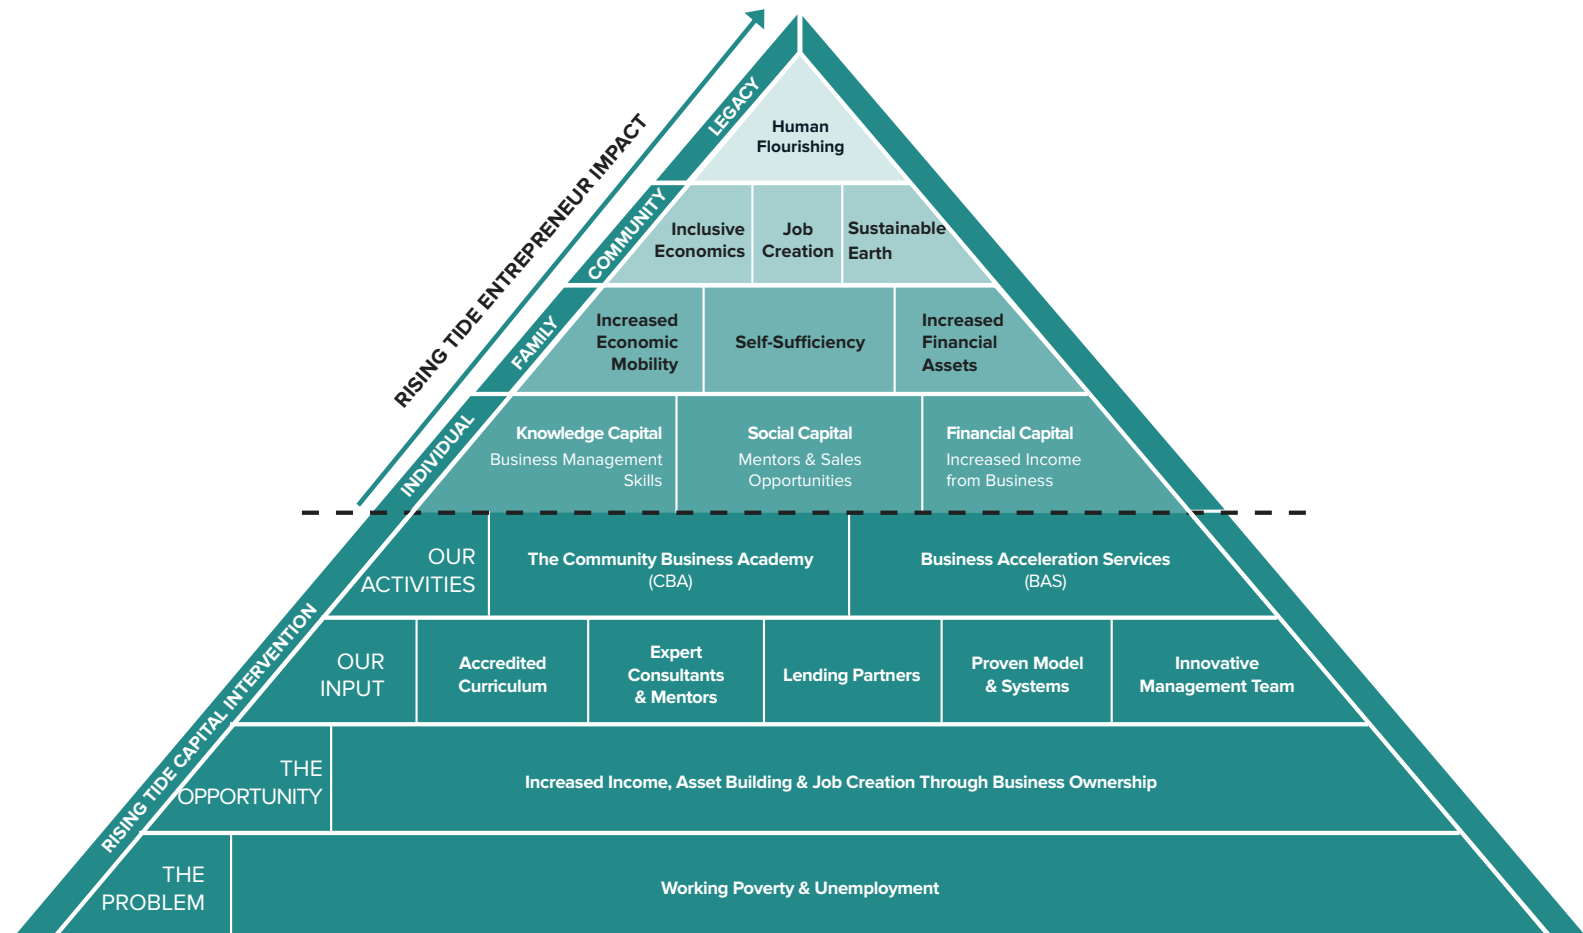 RISING TIDE ENTREPRENEUR IMPACT
LEGACY
Human
Flourishing
COMMUNITY
Inclusive
Economics
Job
Creation
Sustainable
Earth
FAMILY
Increased
Economic
Mobility
Self-Sufficiency
Increased
Financial
Assets
INDIVIDUAL
Knowledge Capital
Business Management
Skills
Social Capital
Mentors & Sales
Opportunities
Financial Capital
Increased Income
from Business
RISING TIDE CAPITAL INTERVENTION
OUR
ACTIVITIES
The Community Business Academy
(CBA)
Business Acceleration Services
(BAS)
OUR
INPUT
Accredited
Curriculum
Expert
Consultants
& Mentors
Lending Partners
Proven Model
& Systems
Innovative
Management Team
THE
OPPORTUNITY
Increased Income, Asset Building & Job Creation Through Business Ownership
THE
PROBLEM
Working Poverty & Unemployment